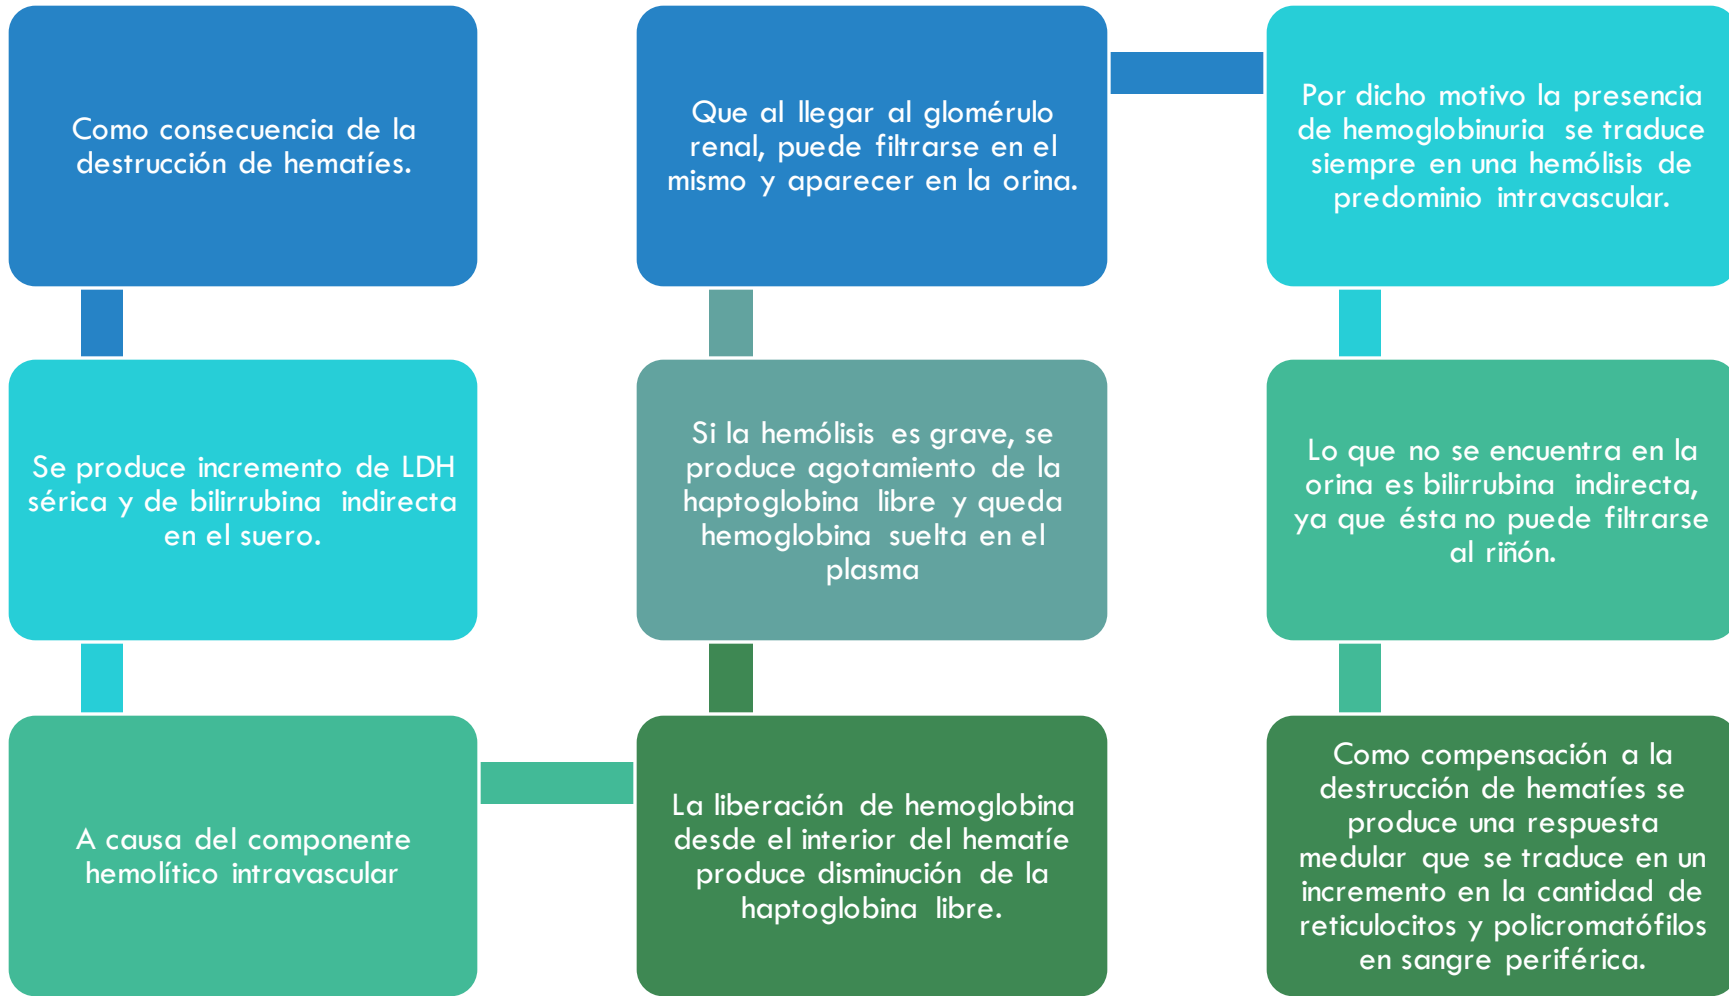 Como consecuencia de la
destrucción de hematíes.
Se produce incremento de LDH
sérica y de bilirrubina indirecta
en el suero.
A causa del componente
hemolítico intravascular
La liberación de hemoglobina
desde el interior del hematíe
produce disminución de la
haptoglobina libre.
Si la hemólisis es grave, se
produce agotamiento de la
haptoglobina libre y queda
hemoglobina suelta en el
plasma
Que al llegar al glomérulo
renal, puede filtrarse en el
mismo y aparecer en la orina.
Por dicho motivo la presencia
de hemoglobinuria se traduce
siempre en una hemólisis de
predominio intravascular.
Lo que no se encuentra en la
orina es bilirrubina indirecta,
ya que ésta no puede filtrarse
al riñón.
Como compensación a la
destrucción de hematíes se
produce una respuesta
medular que se traduce en un
incremento en la cantidad de
reticulocitos y policromatófilos
en sangre periférica.